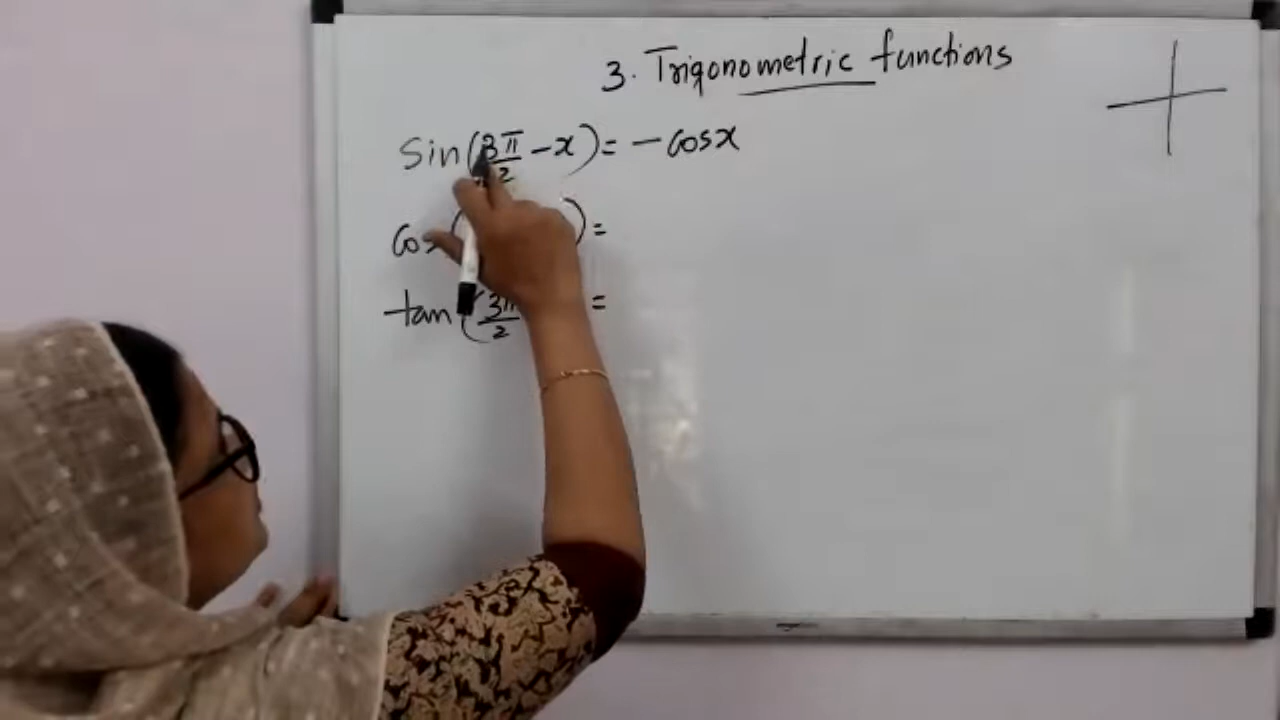 3. Trigonometric functions
sin(3π/2 - x) = - cosx
cos( ) =
tan(3π/2 =